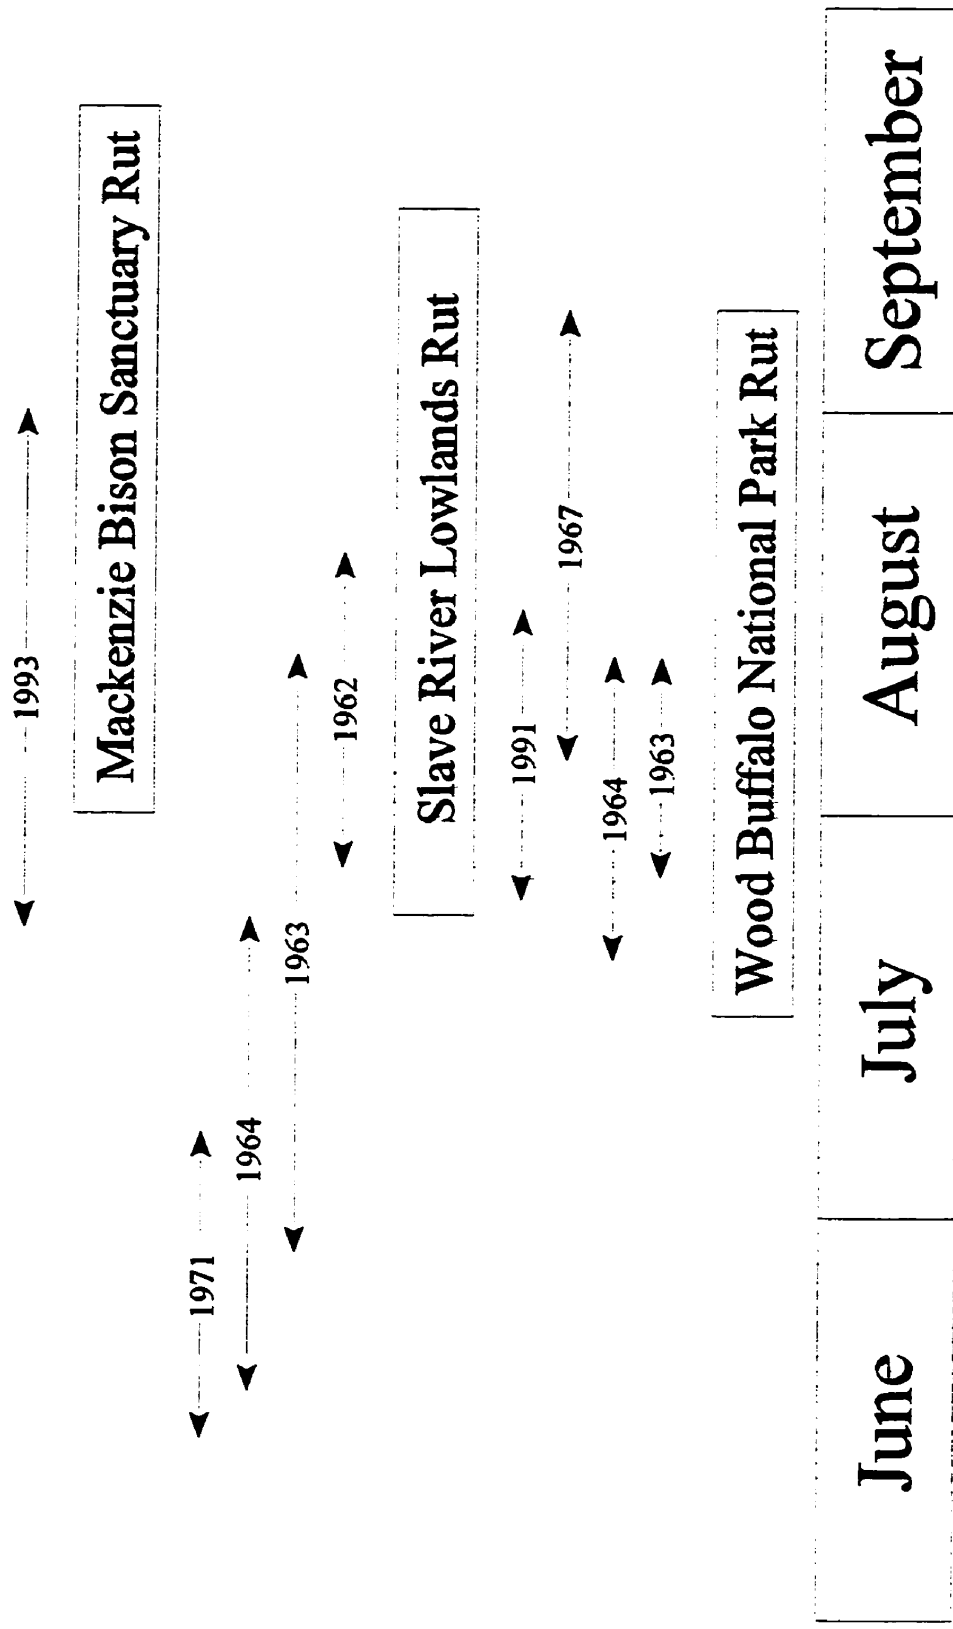 1993
Mackenzie Bison Sanctuary Rut
1971
1964
1963
1962
Slave River Lowlands Rut
1991
1967
1964
1963
Wood Buffalo National Park Rut
June
July
August
September